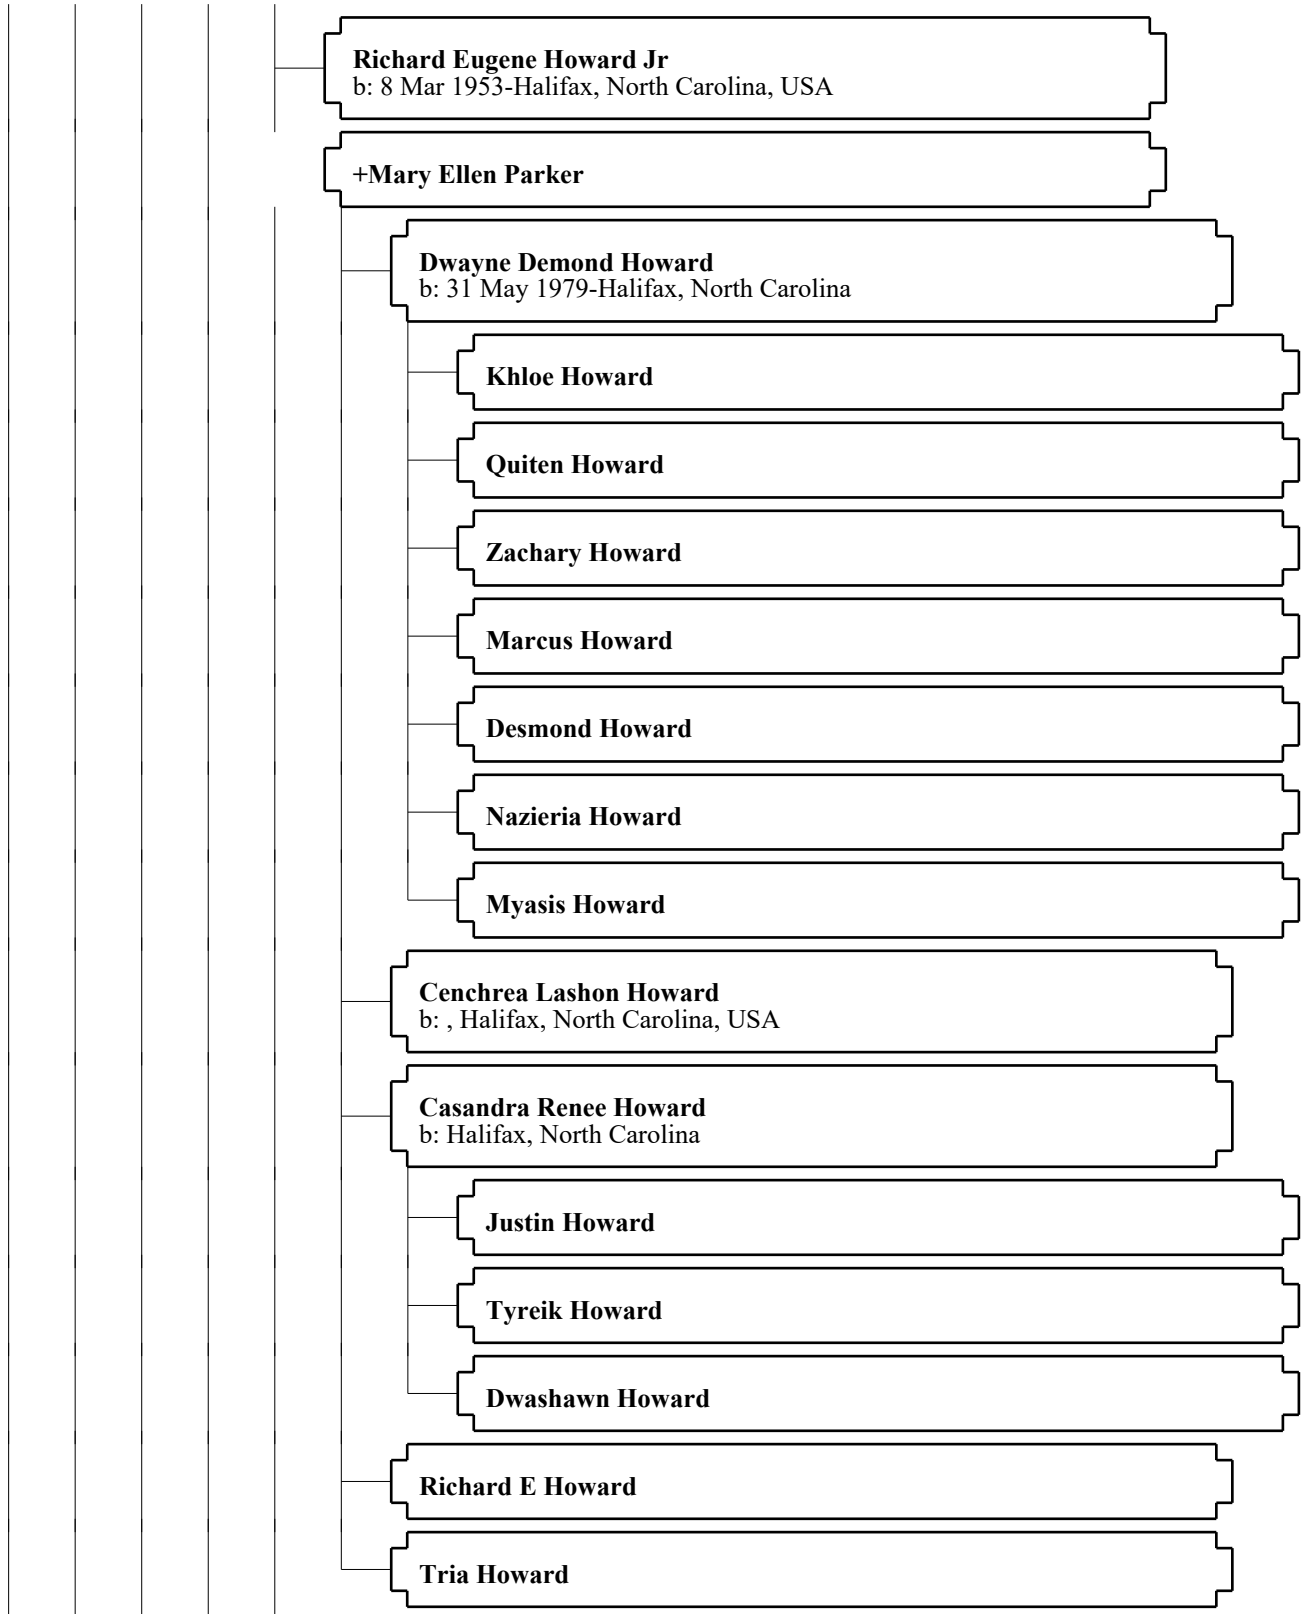 Richard Eugene Howard Jr
b: 8 Mar 1953-Halifax, North Carolina, USA
+Mary Ellen Parker
Dwayne Demond Howard
b: 31 May 1979-Halifax, North Carolina
Khloe Howard
Quiten Howard
Zachary Howard
Marcus Howard
Desmond Howard
Nazieria Howard
Myasis Howard
Cenchrea Lashon Howard
b: , Halifax, North Carolina, USA
Casandra Renee Howard
b: Halifax, North Carolina
Justin Howard
Tyreik Howard
Dwashawn Howard
Richard E Howard
Tria Howard